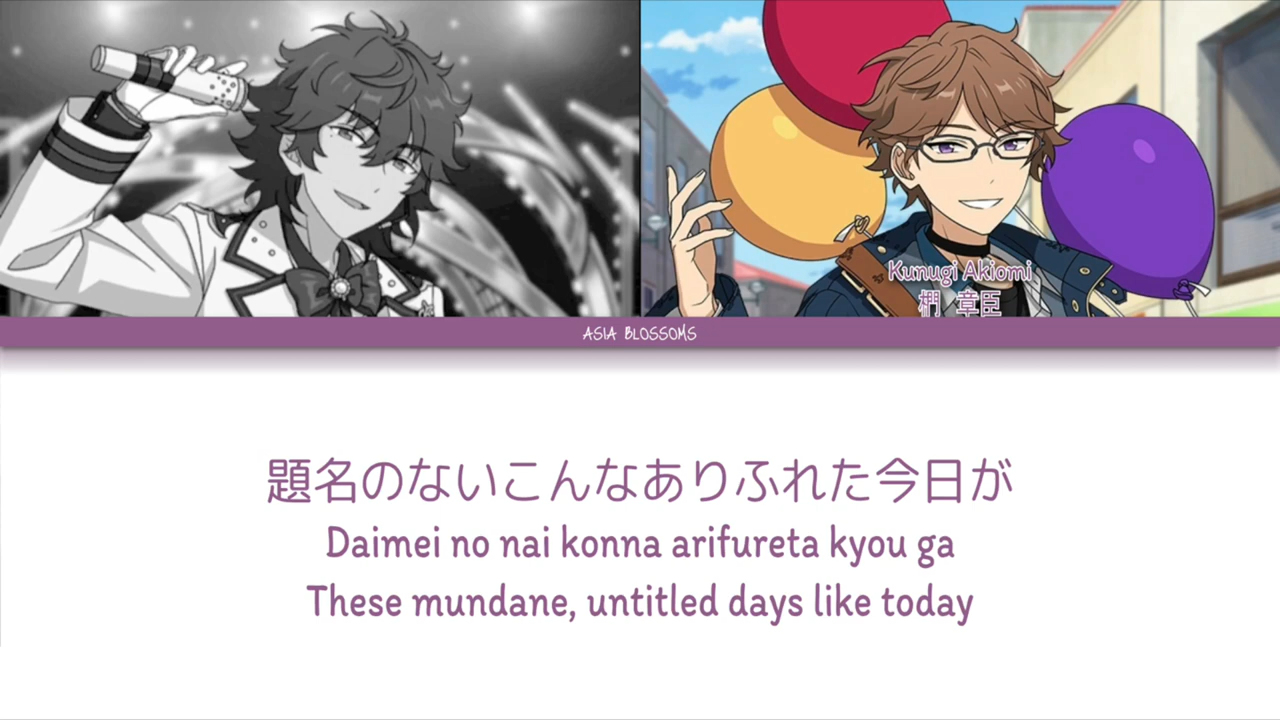 Kunugi Akiomi
椚 章臣
ASIA BLOSSOMS
題名のないこんなありふれた今日が
Daimei no nai konna arifureta kyou ga
These mundane, untitled days like today